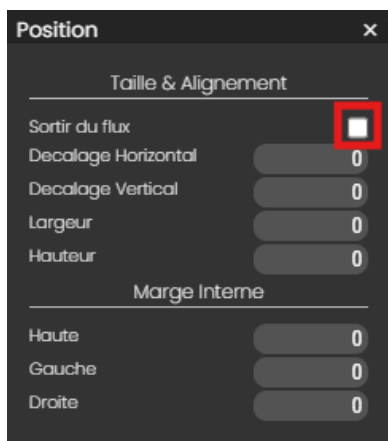 Position ×
Taille & Alignement
Sortir du flux
Decalage Horizontal 0
Decalage Vertical 0
Largeur 0
Hauteur 0
Marge Interne
Haute 0
Gauche 0
Droite 0